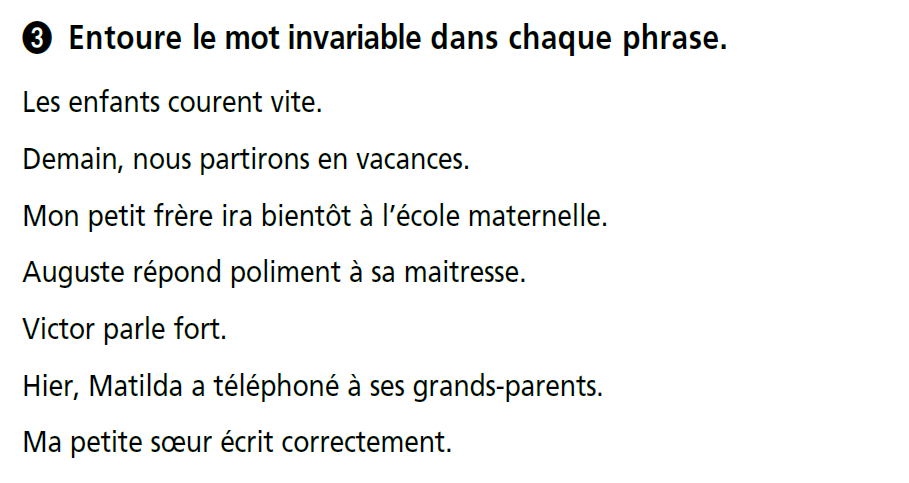 ❸ Entoure le mot invariable dans chaque phrase.
Les enfants courent vite.
Demain, nous partirons en vacances.
Mon petit frère ira bientôt à l’école maternelle.
Auguste répond poliment à sa maitresse.
Victor parle fort.
Hier, Matilda a téléphoné à ses grands-parents.
Ma petite sœur écrit correctement.